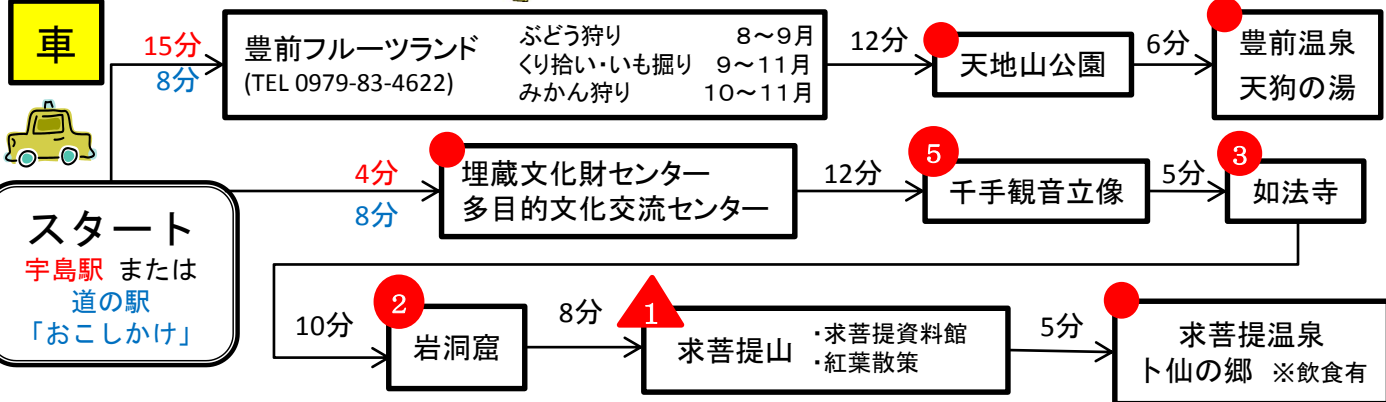 車
15分
8分
豊前フルーツランド
(TEL 0979-83-4622)
ぶどう狩り 8～9月
くり拾い・いも掘り 9～11月
みかん狩り 10～11月
12分
天地山公園
6分
豊前温泉
天狗の湯
スタート
宇島駅 または
道の駅
「おこしかけ」
4分
8分
埋蔵文化財センター
多目的文化交流センター
12分
5
千手観音立像
5分
3
如法寺
10分
2
岩洞窟
8分
1
求菩提山
・求菩提資料館
・紅葉散策
5分
求菩提温泉
卜仙の郷 ※飲食有